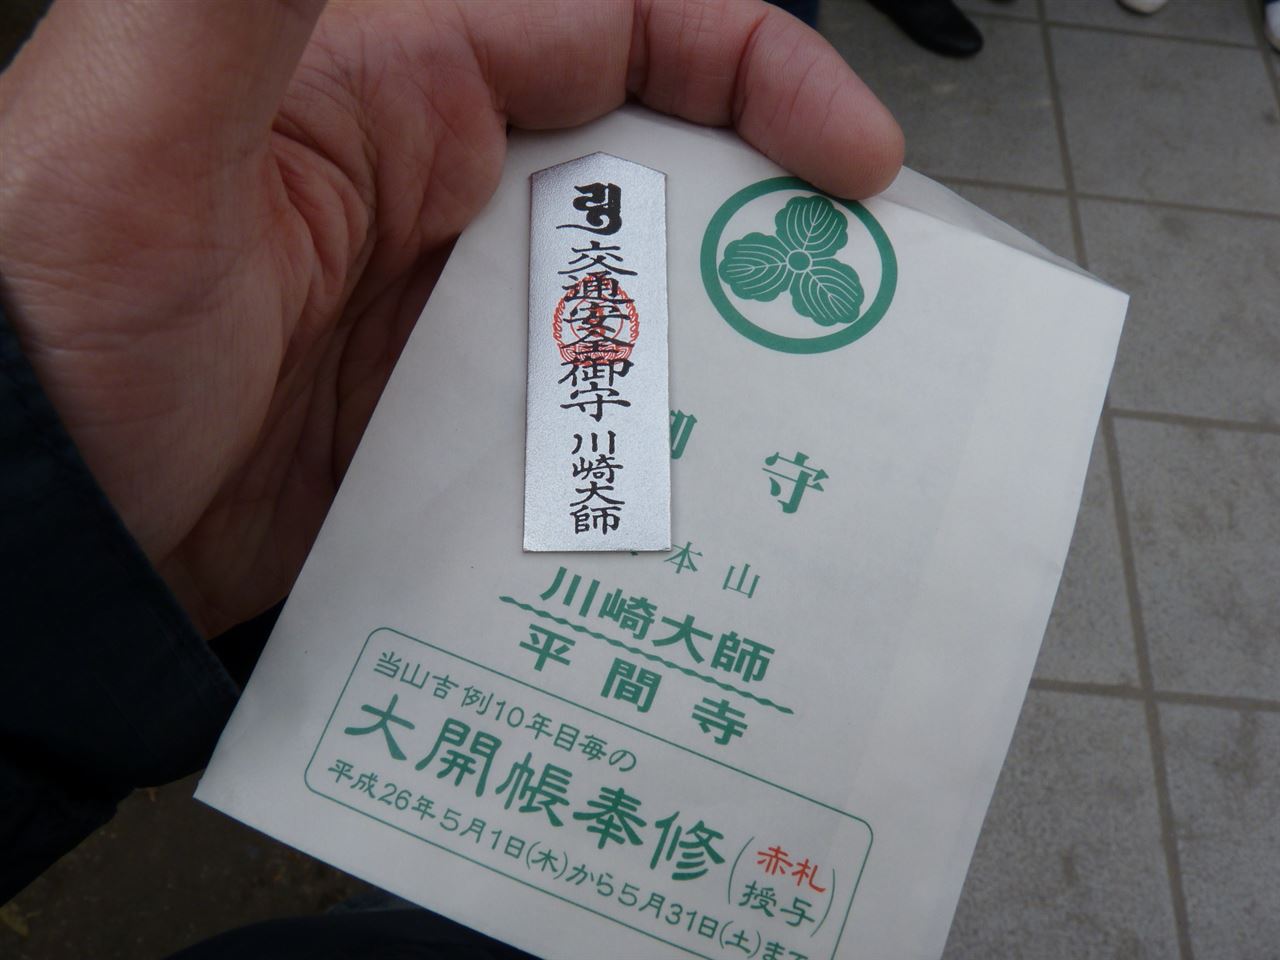 交通安全御守 川崎大師
御守
本山
川崎大師
平間寺
当山吉例10年目毎の
大開帳奉修(赤札授与)
平成26年5月1日(木)から5月31日(土)まで